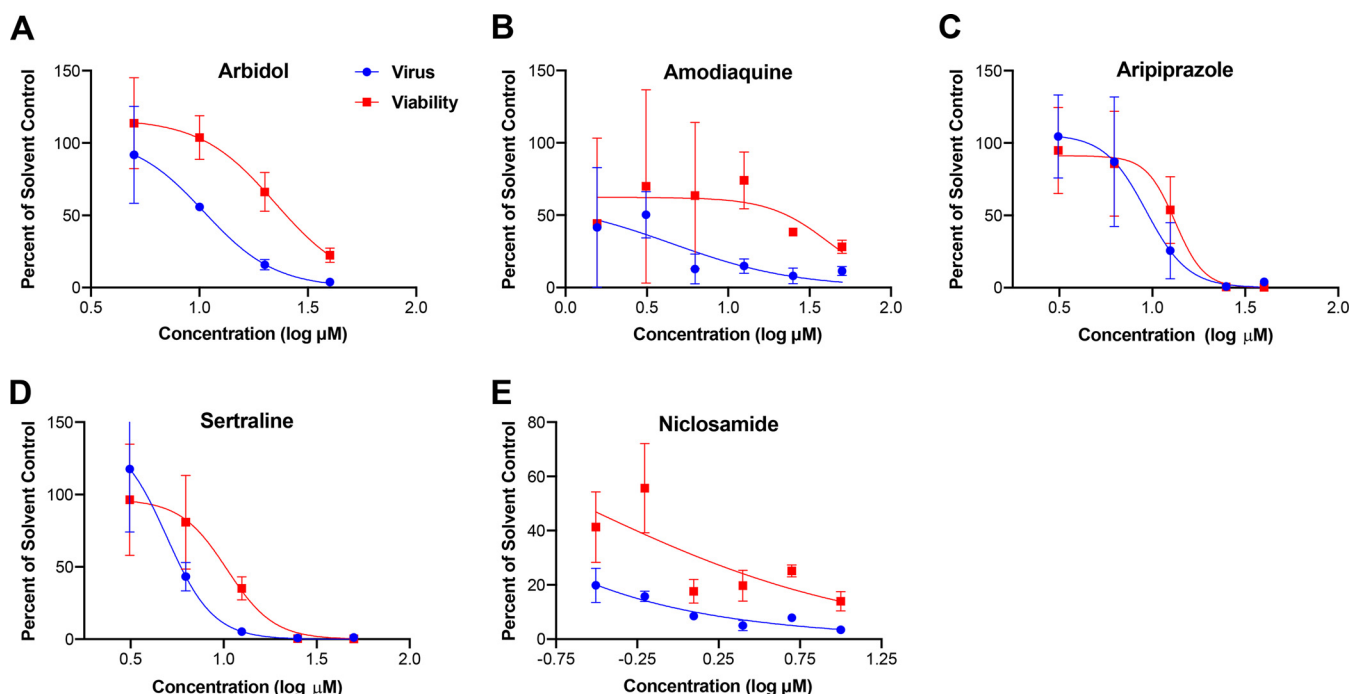 A
Arbidol
Virus
Viability
Percent of Solvent Control
150
100
50
0
0.5
1.0
1.5
2.0
Concentration (log µM)
B
Amodiaquine
Percent of Solvent Control
150
100
50
0
0.0
0.5
1.0
1.5
2.0
Concentration (log µM)
C
Aripiprazole
Percent of Solvent Control
150
100
50
0
0.5
1.0
1.5
2.0
Concentration (log µM)
D
Sertraline
Percent of Solvent Control
150
100
50
0
0.5
1.0
1.5
2.0
Concentration (log µM)
E
Niclosamide
Percent of Solvent Control
80
60
40
20
0
-0.75
-0.25
0.25
0.75
1.25
Concentration (log µM)